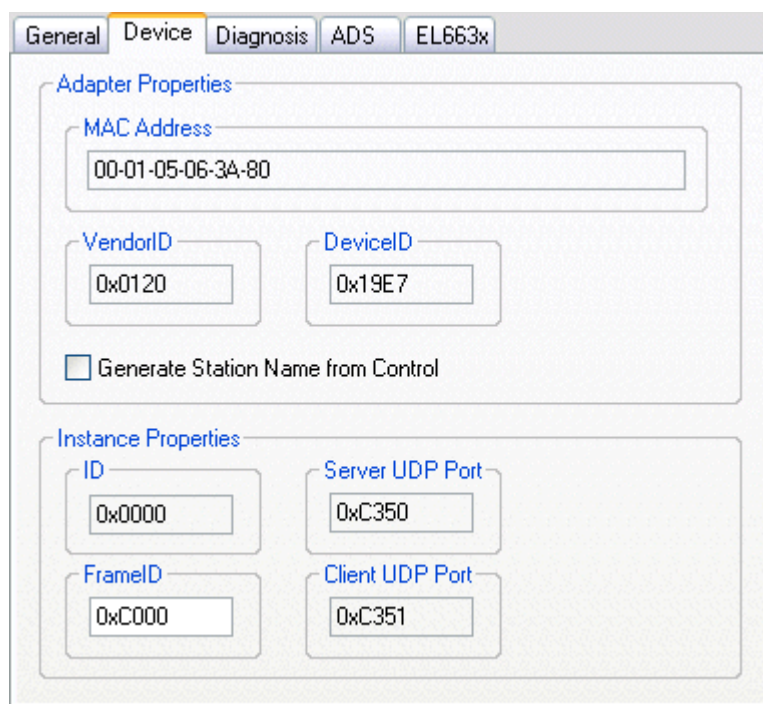 General Device Diagnosis ADS EL663x
Adapter Properties
MAC Address
00-01-05-06-3A-80
VendorID DeviceID
0x0120 0x19E7
Generate Station Name from Control
Instance Properties
ID Server UDP Port
0x0000 0xC350
FrameID Client UDP Port
0xC000 0xC351